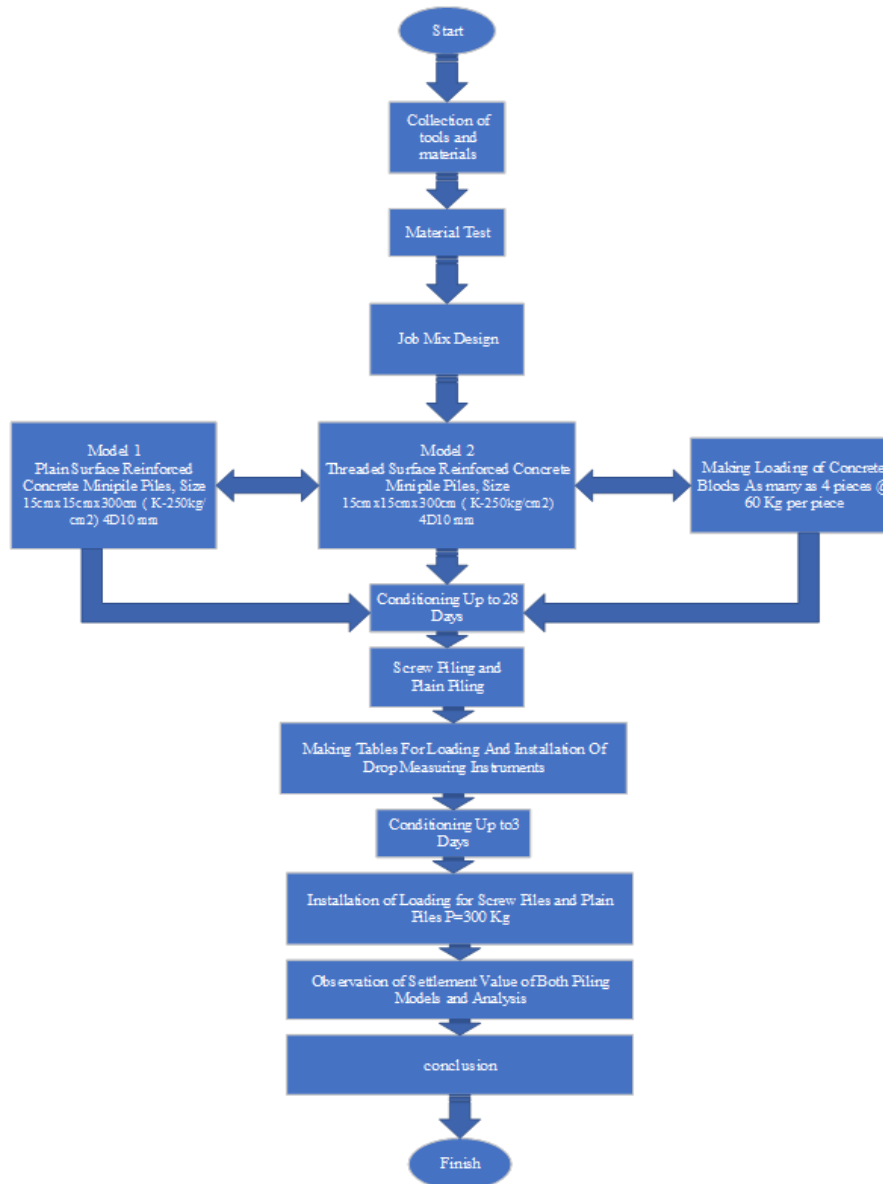 Start
Collection of
tools and
materials
Material Test
Job Mix Design
Model 1
Plain Surface Reinforced
Concrete Minipile Piles, Size
15cmx15cmx300cm ( K-250kg/
cm2) 4D10 mm
Model 2
Threaded Surface Reinforced Concrete
Minipile Piles, Size
15cmx15cmx300cm ( K-250kg/cm2)
4D10 mm
Making Loading of Concrete
Blocks As many as 4 pieces @
60 Kg per piece
Conditioning Up to 28
Days
Screw Piling and
Plain Piling
Making Tables For Loading And Installation Of
Drop Measuring Instruments
Conditioning Up to3
Days
Installation of Loading for Screw Piles and Plain
Piles P=300 Kg
Observation of Settlement Value of Both Piling
Models and Analysis
conclusion
Finish